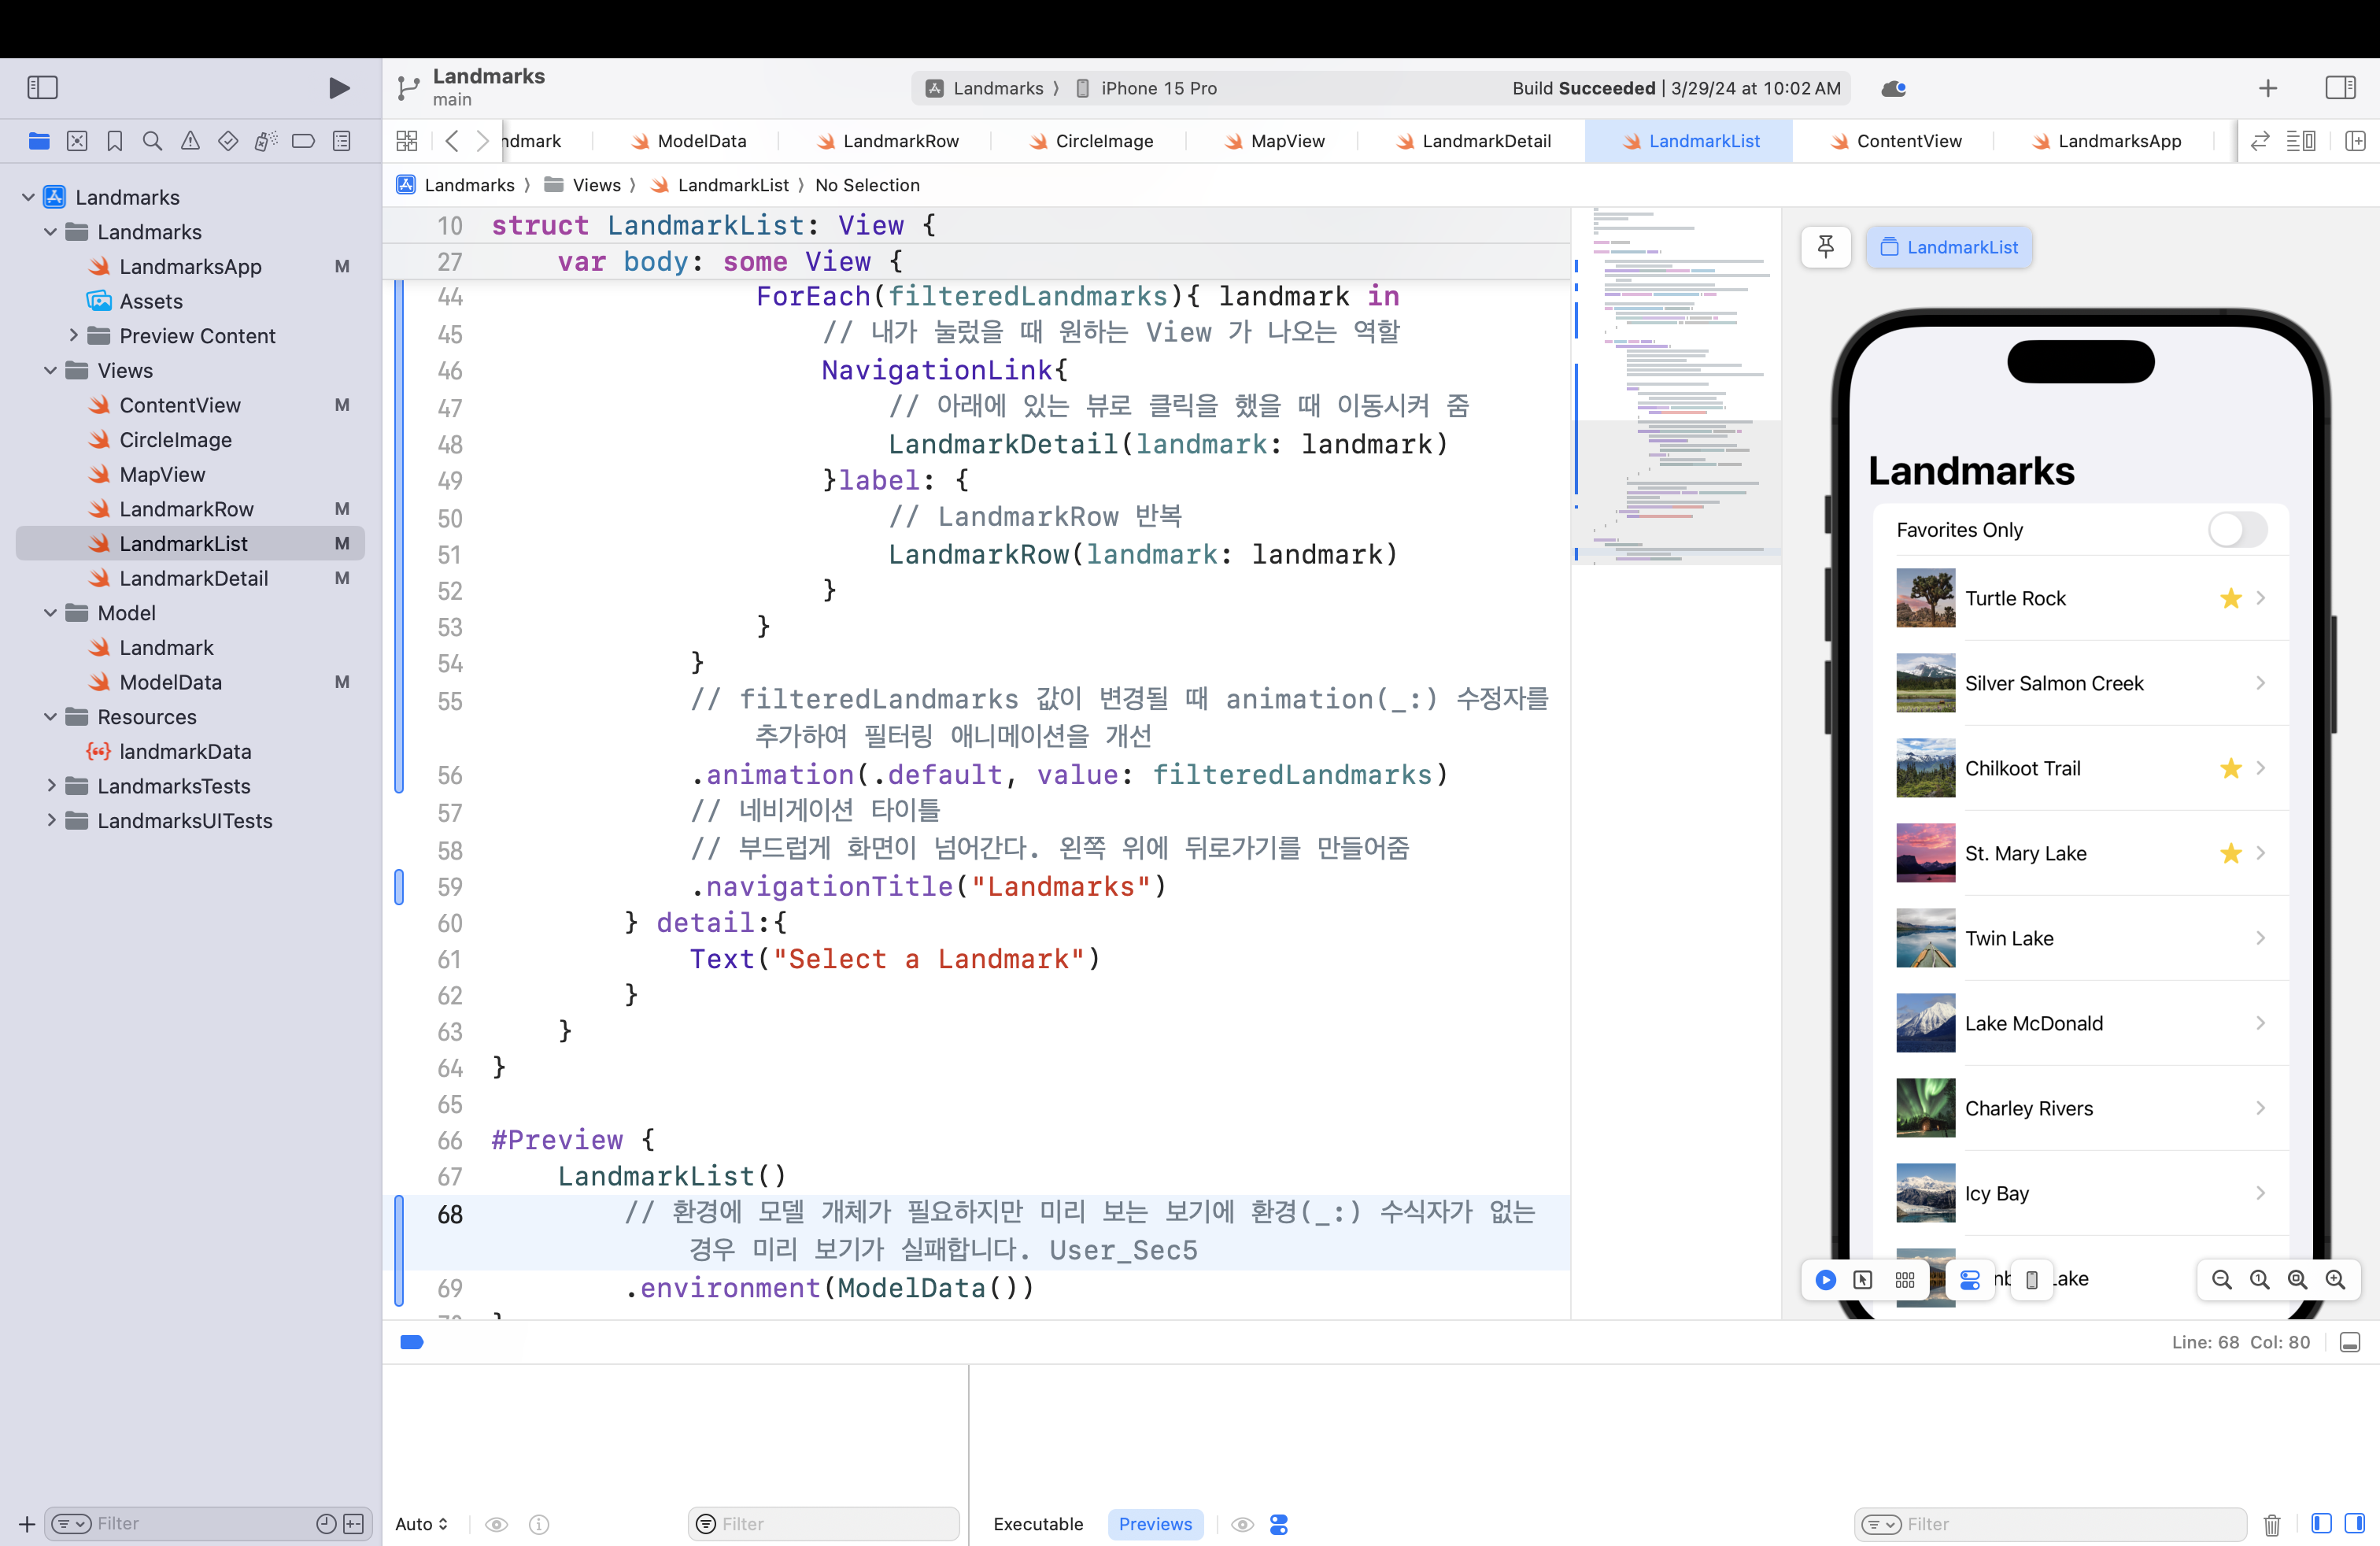 Landmarks
main
Landmarks 〉 iPhone 15 Pro
Build Succeeded | 3/29/24 at 10:02 AM
ndmark
ModelData
LandmarkRow
CircleImage
MapView
LandmarkDetail
LandmarkList
ContentView
LandmarksApp
Landmarks 〉 Views 〉 LandmarkList 〉 No Selection
Landmarks
Landmarks
LandmarksApp M
Assets
Preview Content
Views
ContentView M
CircleImage
MapView
LandmarkRow M
LandmarkList M
LandmarkDetail M
Model
Landmark
ModelData M
Resources
landmarkData
LandmarksTests
LandmarksUITests
Filter
10 struct LandmarkList: View {
27 var body: some View {
44 ForEach(filteredLandmarks){ landmark in
45 // 내가 눌렀을 때 원하는 View 가 나오는 역할
46 NavigationLink{
47 // 아래에 있는 뷰로 클릭을 했을 때 이동시켜 줌
48 LandmarkDetail(landmark: landmark)
49 }label: {
50 // LandmarkRow 반복
51 LandmarkRow(landmark: landmark)
52 }
53 }
54 }
55 // filteredLandmarks 값이 변경될 때 animation(_:) 수정자를
추가하여 필터링 애니메이션을 개선
56 .animation(.default, value: filteredLandmarks)
57 // 네비게이션 타이틀
58 // 부드럽게 화면이 넘어간다. 왼쪽 위에 뒤로가기를 만들어줌
59 .navigationTitle("Landmarks")
60 } detail:{
61 Text("Select a Landmark")
62 }
63 }
64 }
65
66 #Preview {
67 LandmarkList()
68 // 환경에 모델 개체가 필요하지만 미리 보는 보기에 환경(_:) 수식자가 없는
경우 미리 보기가 실패합니다. User_Sec5
69 .environment(ModelData())
LandmarkList
Landmarks
Favorites Only
Turtle Rock
Silver Salmon Creek
Chilkoot Trail
St. Mary Lake
Twin Lake
Lake McDonald
Charley Rivers
Icy Bay
Lake
Line: 68 Col: 80
Auto
Filter
Executable
Previews
Filter